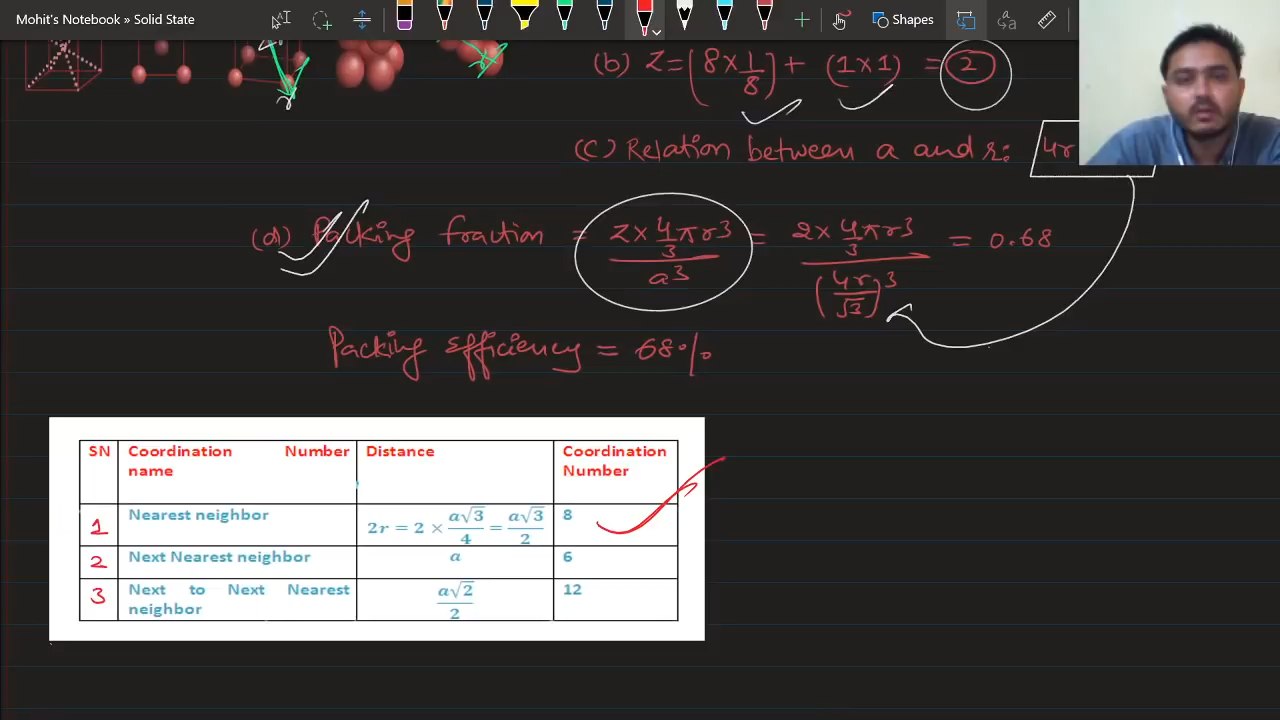 Mohit's Notebook » Solid State
Shapes
(b) Z = (8 × 1/8) + (1 × 1) = 2
(c) Relation between a and r: 4r
(d) Packing fraction = Z × 4/3 πr³ / a³ = 2 × 4/3 πr³ / (4r/√3)³ = 0.68
Packing efficiency = 68%
SN Coordination Number name Distance Coordination Number
1 Nearest neighbor 2r = 2 × a√3/4 = a√3/2 8
2 Next Nearest neighbor a 6
3 Next to Next Nearest neighbor a√2/2 12